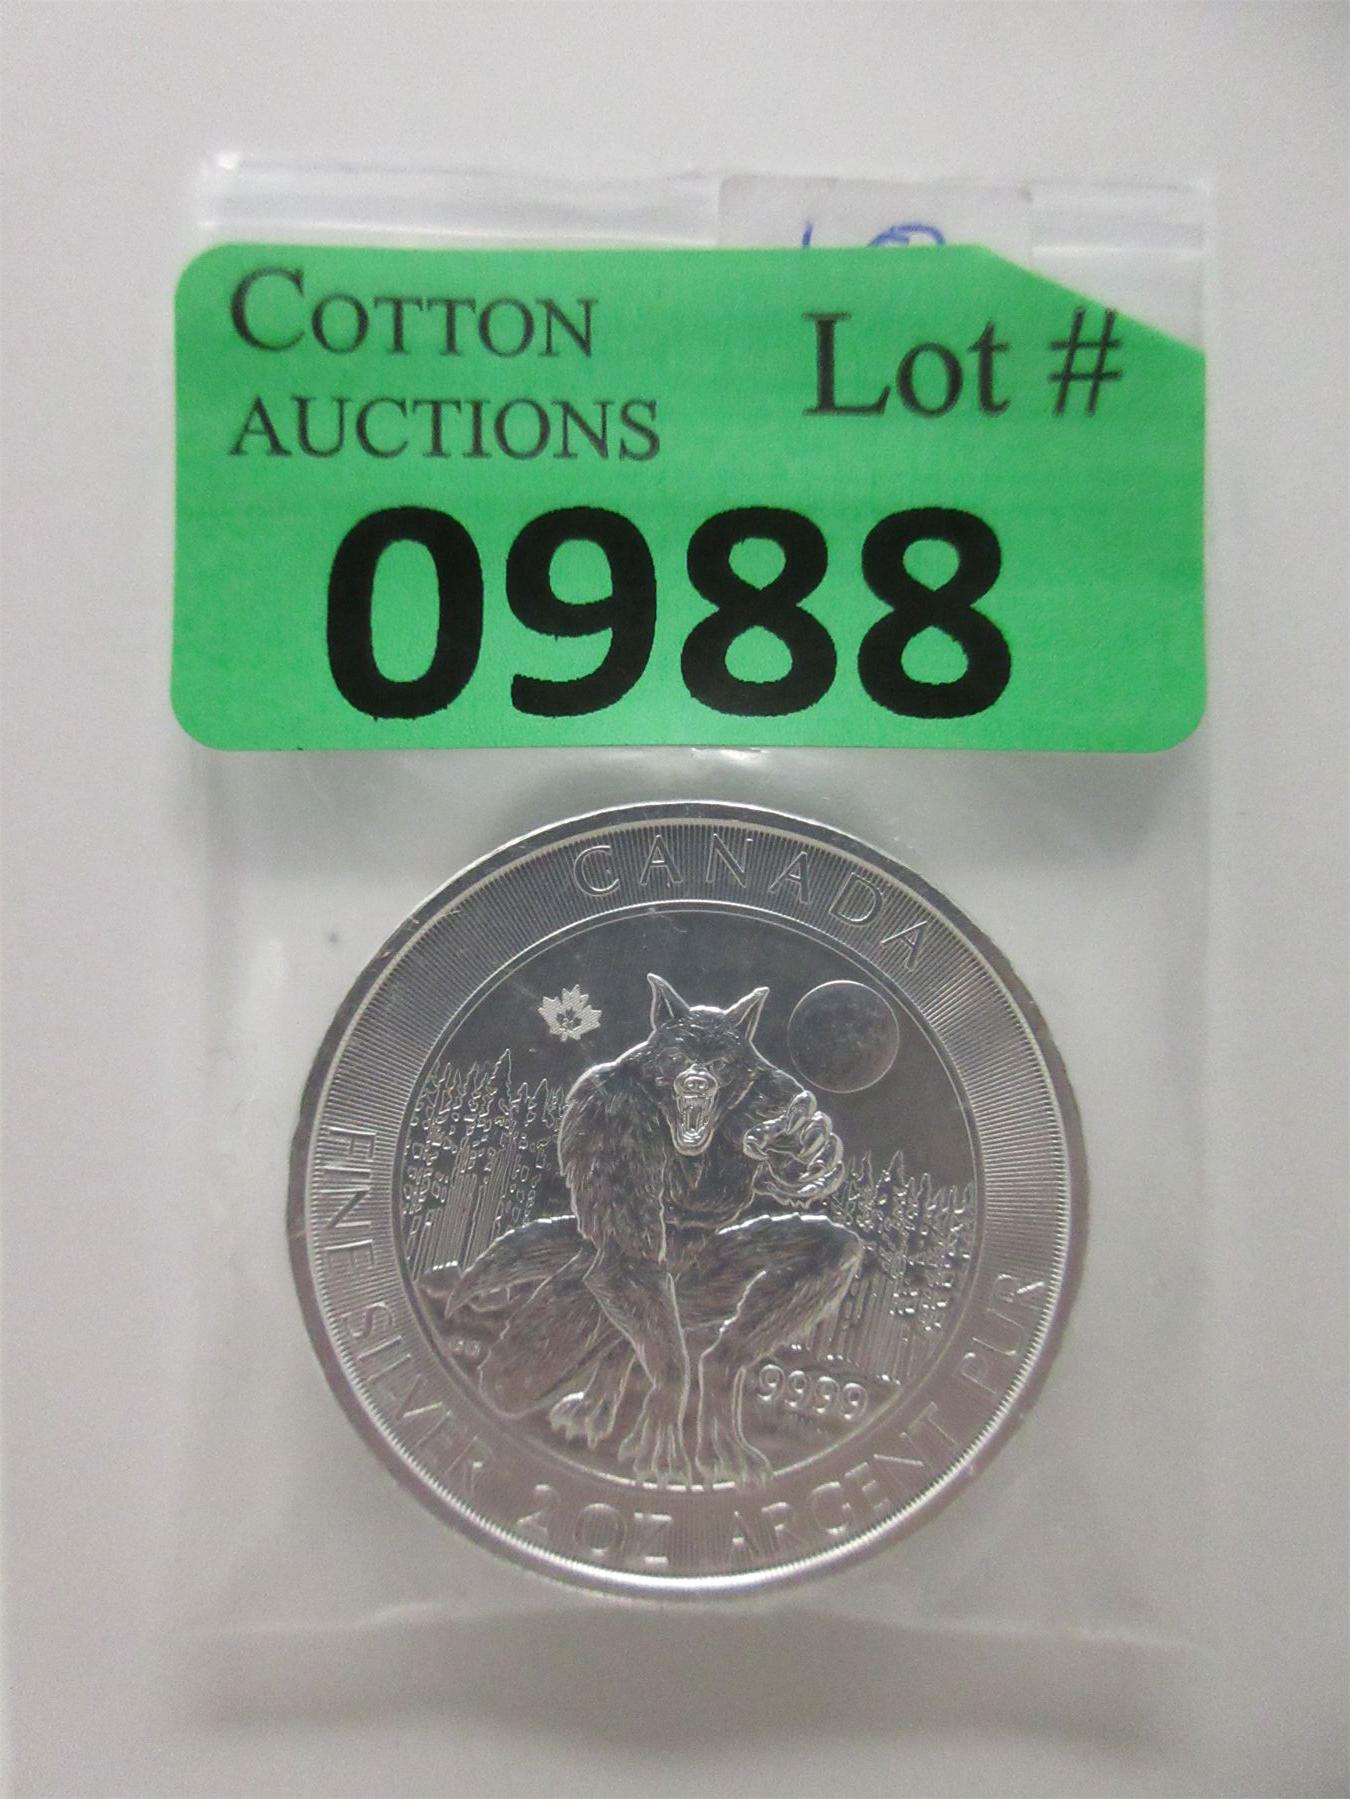 COTTON
AUCTIONS
Lot #
0988
CANADA
9999
FINE SILVER 2 OZ ARGENT PUR